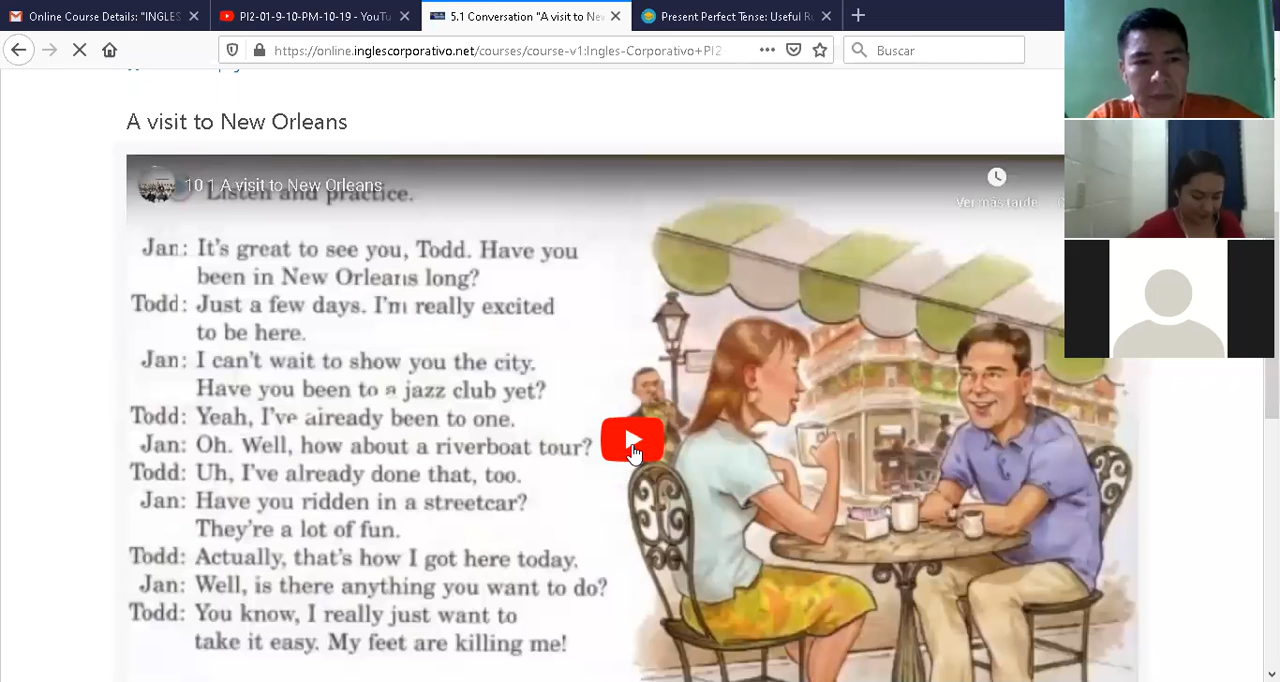 Online Course Details: "INGLES
PI2-01-9-10-PM-10-19 - YouTu
5.1 Conversation "A visit to Ne
Present Perfect Tense: Useful Ru
https://online.inglescorporativo.net/courses/course-v1:Ingles-Corporativo+PI2
Buscar
A visit to New Orleans
10 1 A visit to New Orleans
Listen and practice.
Ver más tarde
Jan: It's great to see you, Todd. Have you
been in New Orleans long?
Todd: Just a few days. I'm really excited
to be here.
Jan: I can't wait to show you the city.
Have you been to a jazz club yet?
Todd: Yeah, I've already been to one.
Jan: Oh. Well, how about a riverboat tour?
Todd: Uh, I've already done that, too.
Jan: Have you ridden in a streetcar?
They're a lot of fun.
Todd: Actually, that's how I got here today.
Jan: Well, is there anything you want to do?
Todd: You know, I really just want to
take it easy. My feet are killing me!